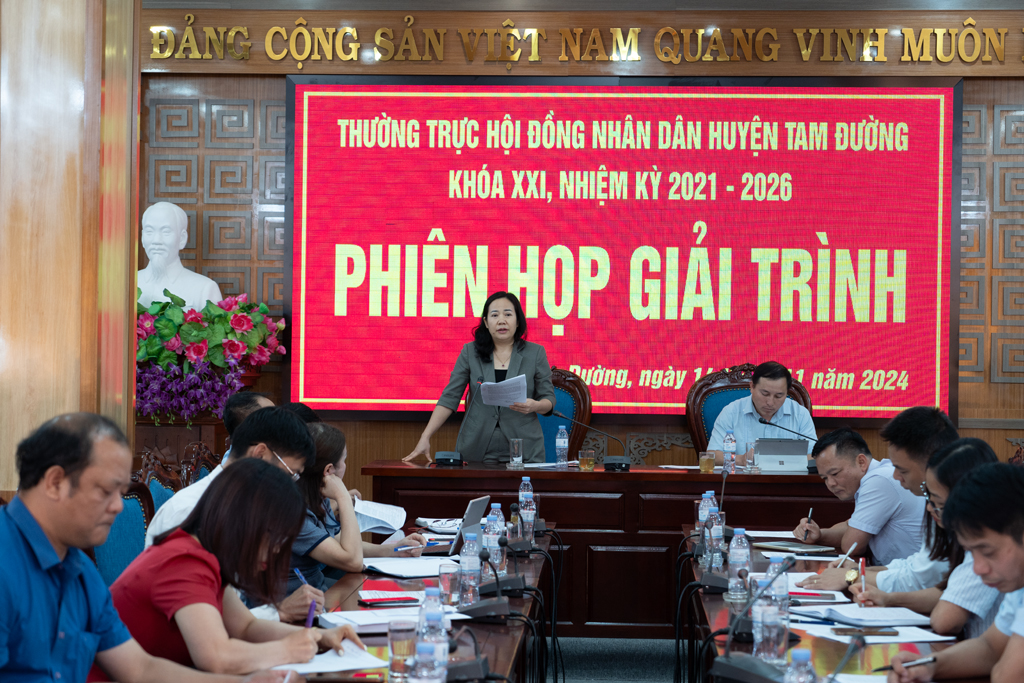 ĐẢNG CỘNG SẢN VIỆT NAM QUANG VINH MUÔN
THƯỜNG TRỰC HỘI ĐỒNG NHÂN DÂN HUYỆN TAM ĐƯỜNG
KHÓA XXI, NHIỆM KỲ 2021 - 2026
PHIÊN HỌP GIẢI TRÌNH
Đường, ngày 11 năm 2024